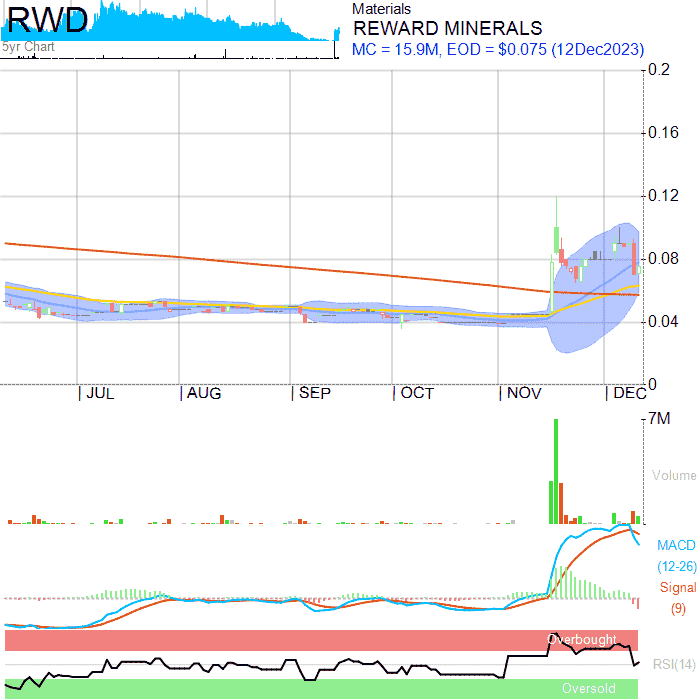 RWD
5yr Chart
Materials
REWARD MINERALS
MC = 15.9M, EOD = $0.075 (12Dec2023)
0.2
0.16
0.12
0.08
0.04
0
JUL
AUG
SEP
OCT
NOV
DEC
7M
Volume
MACD
(12-26)
Signal
(9)
Overbought
RSI(14)
Oversold